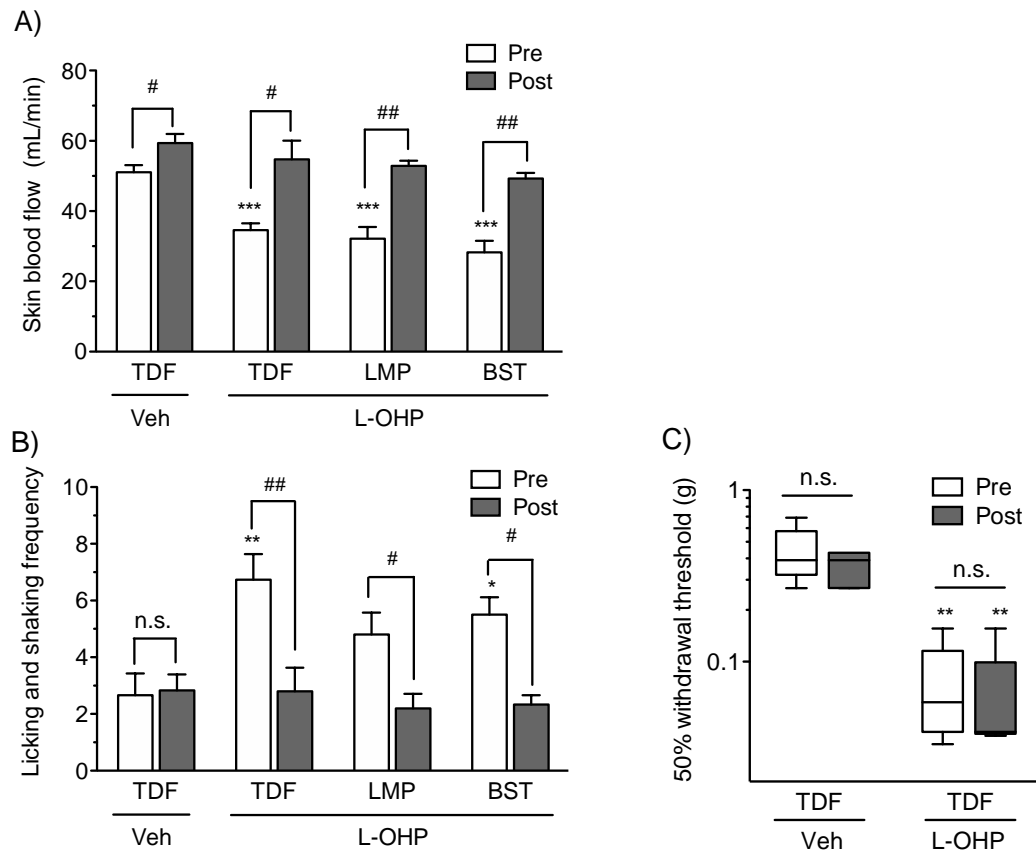 A)
Pre
Post
Skin blood flow (mL/min)
80
60
40
20
0
# # ## ##
*** *** ***
TDF TDF LMP BST
Veh L-OHP
B)
Pre
Post
Licking and shaking frequency
10
8
6
4
2
0
n.s. ## # #
** *
TDF TDF LMP BST
Veh L-OHP
C)
Pre
Post
50% withdrawal threshold (g)
1
0.1
n.s.
n.s.
** **
TDF TDF
Veh L-OHP